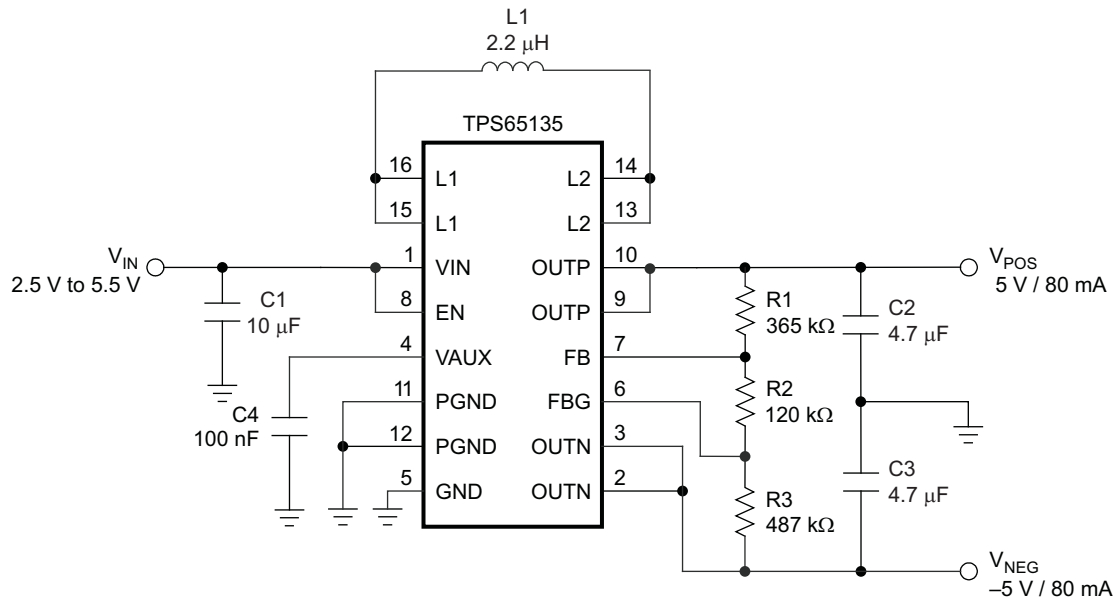 L1
2.2 μH
TPS65135
16
L1
L2
14
15
L1
L2
13
V_IN
2.5 V to 5.5 V
1
VIN
OUTP
10
V_POS
5 V / 80 mA
C1
10 μF
8
EN
OUTP
9
R1
365 kΩ
C2
4.7 μF
4
VAUX
FB
7
C4
100 nF
11
PGND
FBG
6
R2
120 kΩ
12
PGND
OUTN
3
5
GND
OUTN
2
R3
487 kΩ
C3
4.7 μF
V_NEG
–5 V / 80 mA